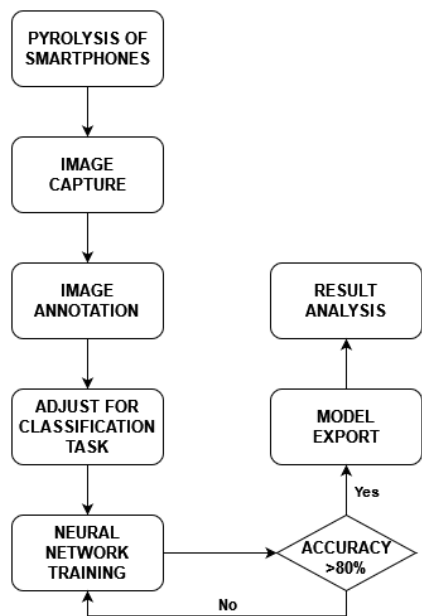 PYROLYSIS OF
SMARTPHONES
IMAGE
CAPTURE
IMAGE
ANNOTATION
ADJUST FOR
CLASSIFICATION
TASK
NEURAL
NETWORK
TRAINING
ACCURACY
>80%
No
Yes
MODEL
EXPORT
RESULT
ANALYSIS